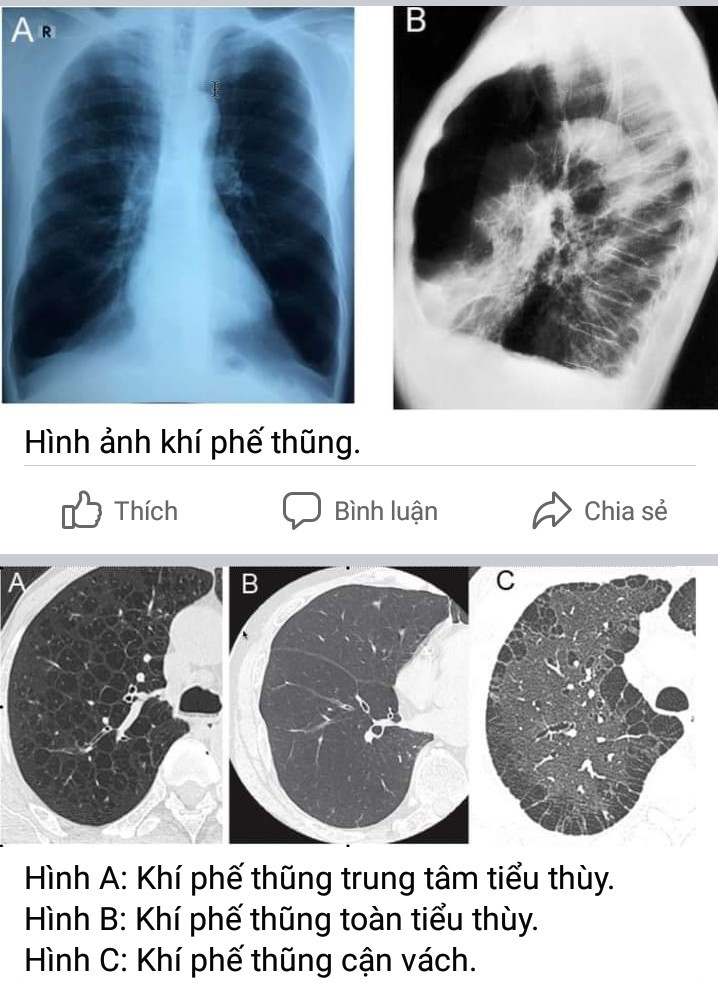 A R
B
Hình ảnh khí phế thũng.
Thích
Bình luận
Chia sẻ
A
B
C
Hình A: Khí phế thũng trung tâm tiểu thùy.
Hình B: Khí phế thũng toàn tiểu thùy.
Hình C: Khí phế thũng cận vách.